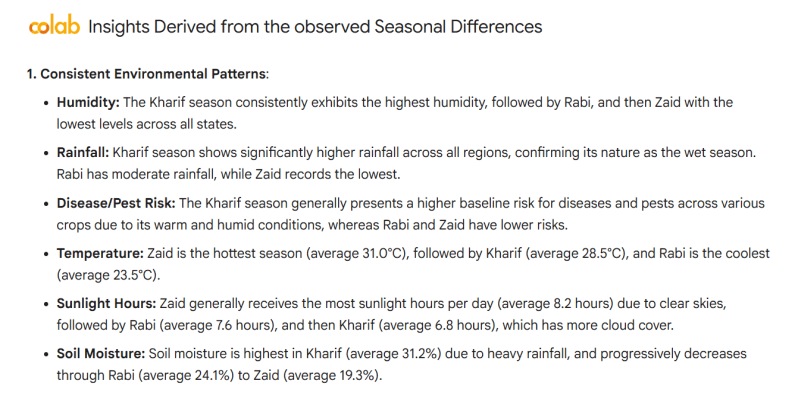 colab Insights Derived from the observed Seasonal Differences
1. Consistent Environmental Patterns:
• Humidity: The Kharif season consistently exhibits the highest humidity, followed by Rabi, and then Zaid with the
lowest levels across all states.
• Rainfall: Kharif season shows significantly higher rainfall across all regions, confirming its nature as the wet season.
Rabi has moderate rainfall, while Zaid records the lowest.
• Disease/Pest Risk: The Kharif season generally presents a higher baseline risk for diseases and pests across various
crops due to its warm and humid conditions, whereas Rabi and Zaid have lower risks.
• Temperature: Zaid is the hottest season (average 31.0°C), followed by Kharif (average 28.5°C), and Rabi is the coolest
(average 23.5°C).
• Sunlight Hours: Zaid generally receives the most sunlight hours per day (average 8.2 hours) due to clear skies,
followed by Rabi (average 7.6 hours), and then Kharif (average 6.8 hours), which has more cloud cover.
• Soil Moisture: Soil moisture is highest in Kharif (average 31.2%) due to heavy rainfall, and progressively decreases
through Rabi (average 24.1%) to Zaid (average 19.3%).